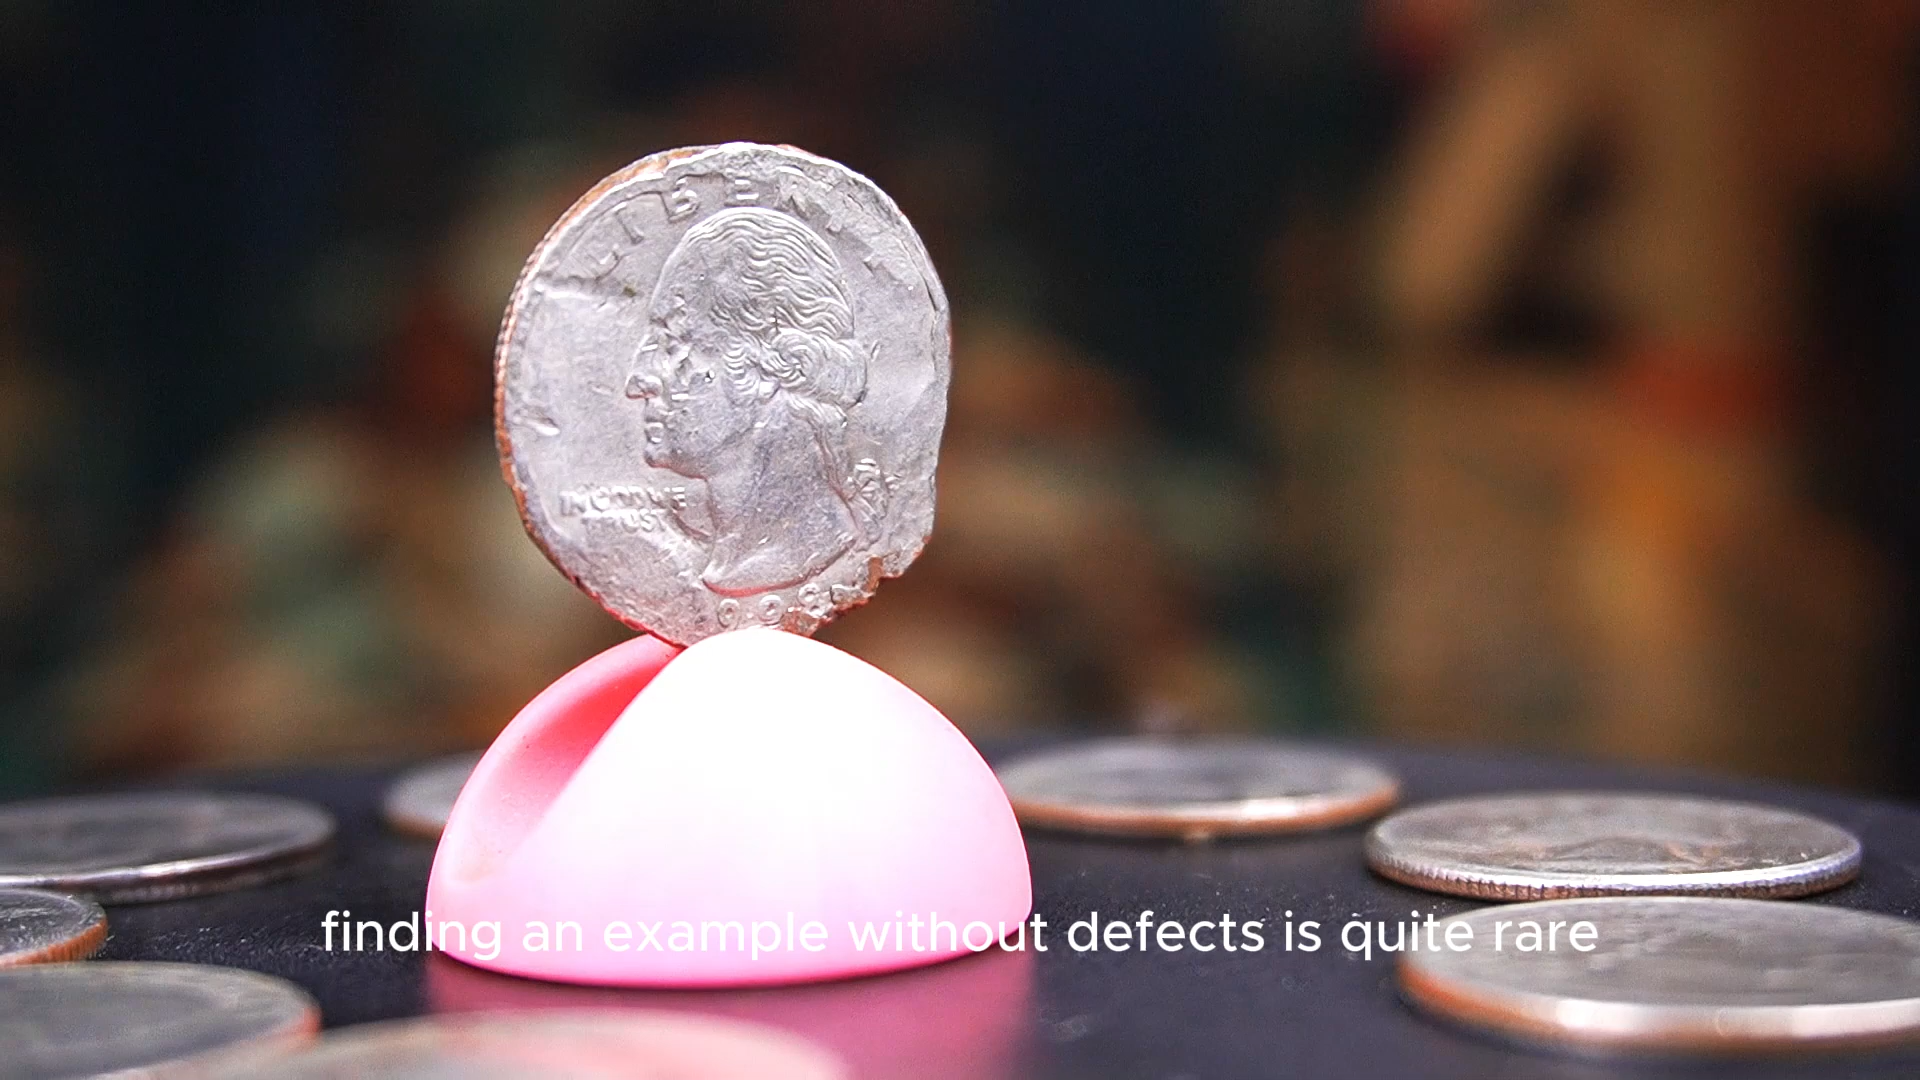 LIBERTY
IN GOD WE
TRUST
finding an example without defects is quite rare